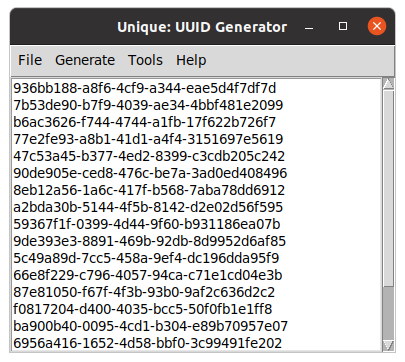 Unique: UUID Generator
File Generate Tools Help
936bb188-a8f6-4cf9-a344-eae5d4f7df7d
7b53de90-b7f9-4039-ae34-4bbf481e2099
b6ac3626-f744-4744-a1fb-17f622b726f7
77e2fe93-a8b1-41d1-a4f4-3151697e5619
47c53a45-b377-4ed2-8399-c3cdb205c242
90de905e-ced8-476c-be7a-3ad0ed408496
8eb12a56-1a6c-417f-b568-7aba78dd6912
a2bda30b-5144-4f5b-8142-d2e02d56f595
59367f1f-0399-4d44-9f60-b931186ea07b
9de393e3-8891-469b-92db-8d9952d6af85
5c49a89d-7cc5-458a-9ef4-dc196dda95f9
66e8f229-c796-4057-94ca-c71e1cd04e3b
87e81050-f67f-4f3b-93b0-9af2c636d2c2
f0817204-d400-4035-bcc5-50f0fb1e1ff8
ba900b40-0095-4cd1-b304-e89b70957e07
6956a416-1652-4d58-bbf0-3c99491fe202